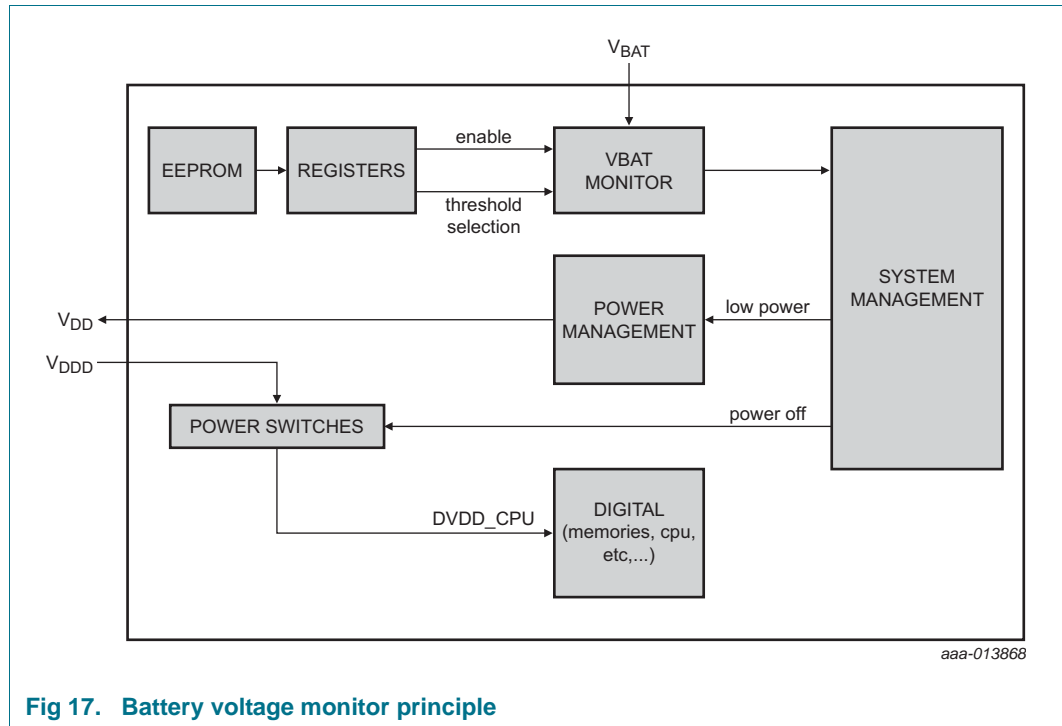 VBAT
EEPROM
REGISTERS
enable
threshold
selection
VBAT
MONITOR
SYSTEM
MANAGEMENT
VDD
POWER
MANAGEMENT
low power
VDDD
POWER SWITCHES
power off
DVDD_CPU
DIGITAL
(memories, cpu,
etc,...)
aaa-013868
Fig 17. Battery voltage monitor principle